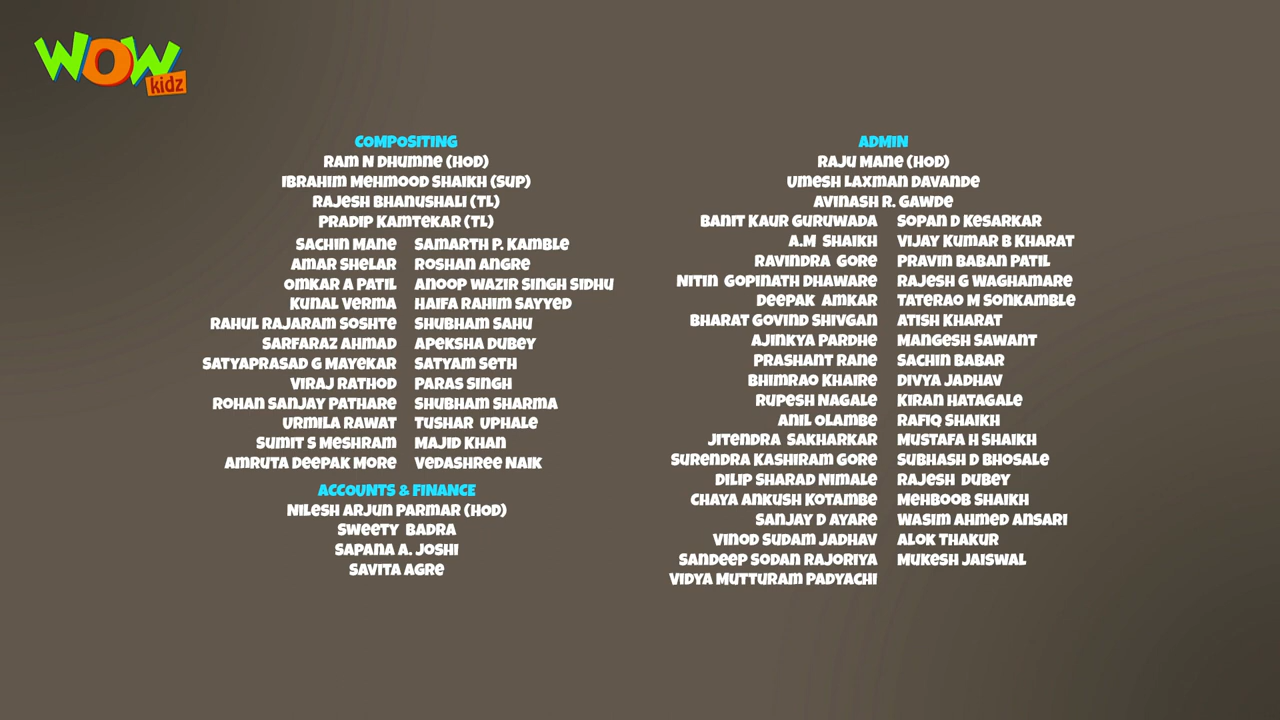 WOW
kidz
COMPOSITING
RAM N DHUMNE (HOD)
IBRAHIM MEHMOOD SHAIKH (SUP)
RAJESH BHANUSHALI (TL)
PRADIP KAMTEKAR (TL)
SACHIN MANE SAMARTH P. KAMBLE
AMAR SHELAR ROSHAN ANGRE
OMKAR A PATIL ANOOP WAZIR SINGH SIDHU
KUNAL VERMA HAIFA RAHIM SAYYED
RAHUL RAJARAM SOSHTE SHUBHAM SAHU
SARFARAZ AHMAD APEKSHA DUBEY
SATYAPRASAD G MAYEKAR SATYAM SETH
VIRAJ RATHOD PARAS SINGH
ROHAN SANJAY PATHARE SHUBHAM SHARMA
URMILA RAWAT TUSHAR UPHALE
SUMIT S MESHRAM MAJID KHAN
AMRUTA DEEPAK MORE VEDASHREE NAIK
ACCOUNTS & FINANCE
NILESH ARJUN PARMAR (HOD)
SWEETY BADRA
SAPANA A. JOSHI
SAVITA AGRE
ADMIN
RAJU MANE (HOD)
UMESH LAXMAN DAVANDE
AVINASH R. GAWDE
BANIT KAUR GURUWADA SOPAN D KESARKAR
A.M SHAIKH VIJAY KUMAR B KHARAT
RAVINDRA GORE PRAVIN BABAN PATIL
NITIN GOPINATH DHAWARE RAJESH G WAGHAMARE
DEEPAK AMKAR TATERAO M SONKAMBLE
BHARAT GOVIND SHIVGAN ATISH KHARAT
AJINKYA PARDHE MANGESH SAWANT
PRASHANT RANE SACHIN BABAR
BHIMRAO KHAIRE DIVYA JADHAV
RUPESH NAGALE KIRAN HATAGALE
ANIL OLAMBE RAFIQ SHAIKH
JITENDRA SAKHARKAR MUSTAFA H SHAIKH
SURENDRA KASHIRAM GORE SUBHASH D BHOSALE
DILIP SHARAD NIMALE RAJESH DUBEY
CHAYA ANKUSH KOTAMBE MEHBOOB SHAIKH
SANJAY D AYARE WASIM AHMED ANSARI
VINOD SUDAM JADHAV ALOK THAKUR
SANDEEP SODAN RAJORIYA MUKESH JAISWAL
VIDYA MUTTURAM PADYACHI